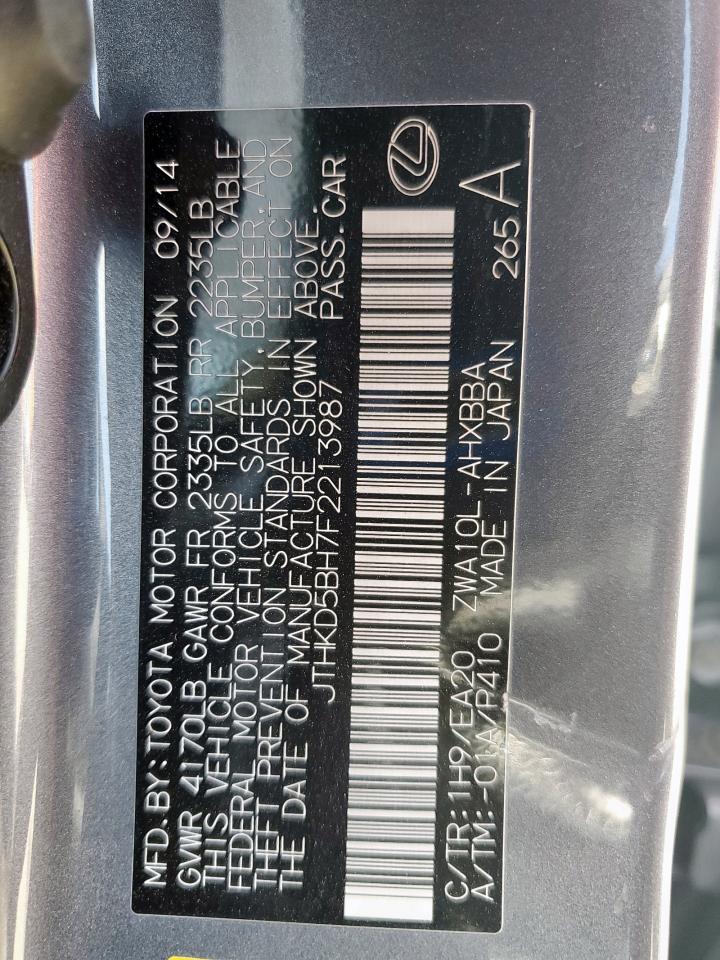 MFD.BY:TOYOTA MOTOR CORPORATION 09/14
GVWR 4170LB GAWR FR 2335LB RR 2235LB
THIS VEHICLE CONFORMS TO ALL APPLICABLE
FEDERAL MOTOR VEHICLE SAFETY, BUMPER, AND
THEFT PREVENTION STANDARDS IN EFFECT ON
THE DATE OF MANUFACTURE SHOWN ABOVE.
JTHKD5BH7F2213987 PASS.CAR
C/TR:1H9/EA20 ZWA10L-AHXBBA
A/TM:-01A/P410 MADE IN JAPAN 265 A